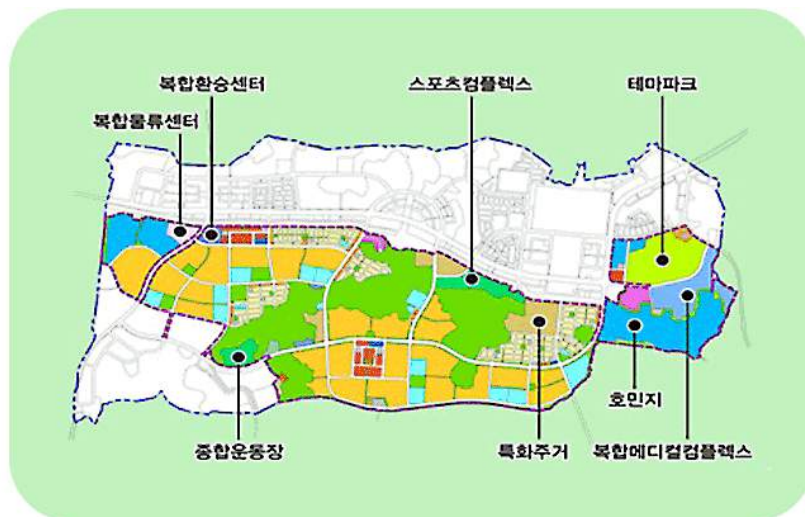 복합환승센터
스포츠컴플렉스
테마파크
복합물류센터
호민지
종합운동장
특화주거
복합메디컬컴플렉스